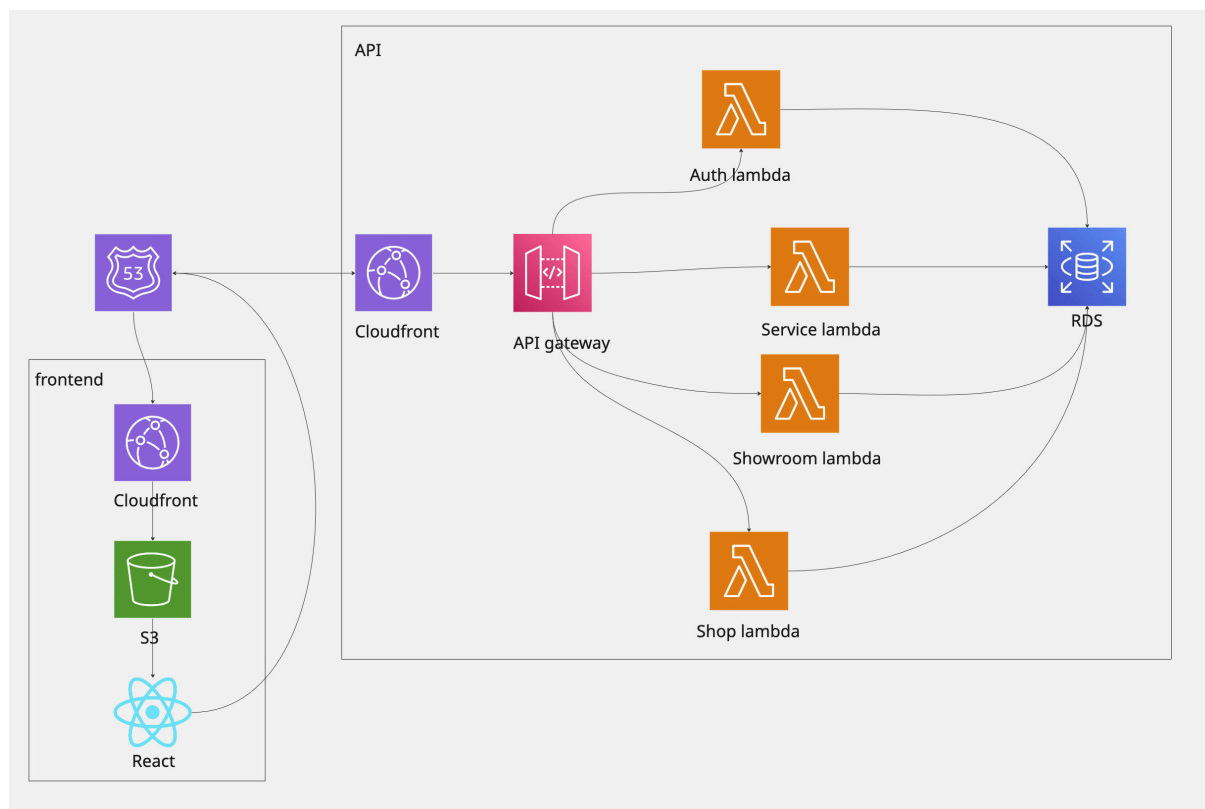 API
Auth lambda
53
Cloudfront
API gateway
Service lambda
RDS
frontend
Showroom lambda
Cloudfront
S3
Shop lambda
React